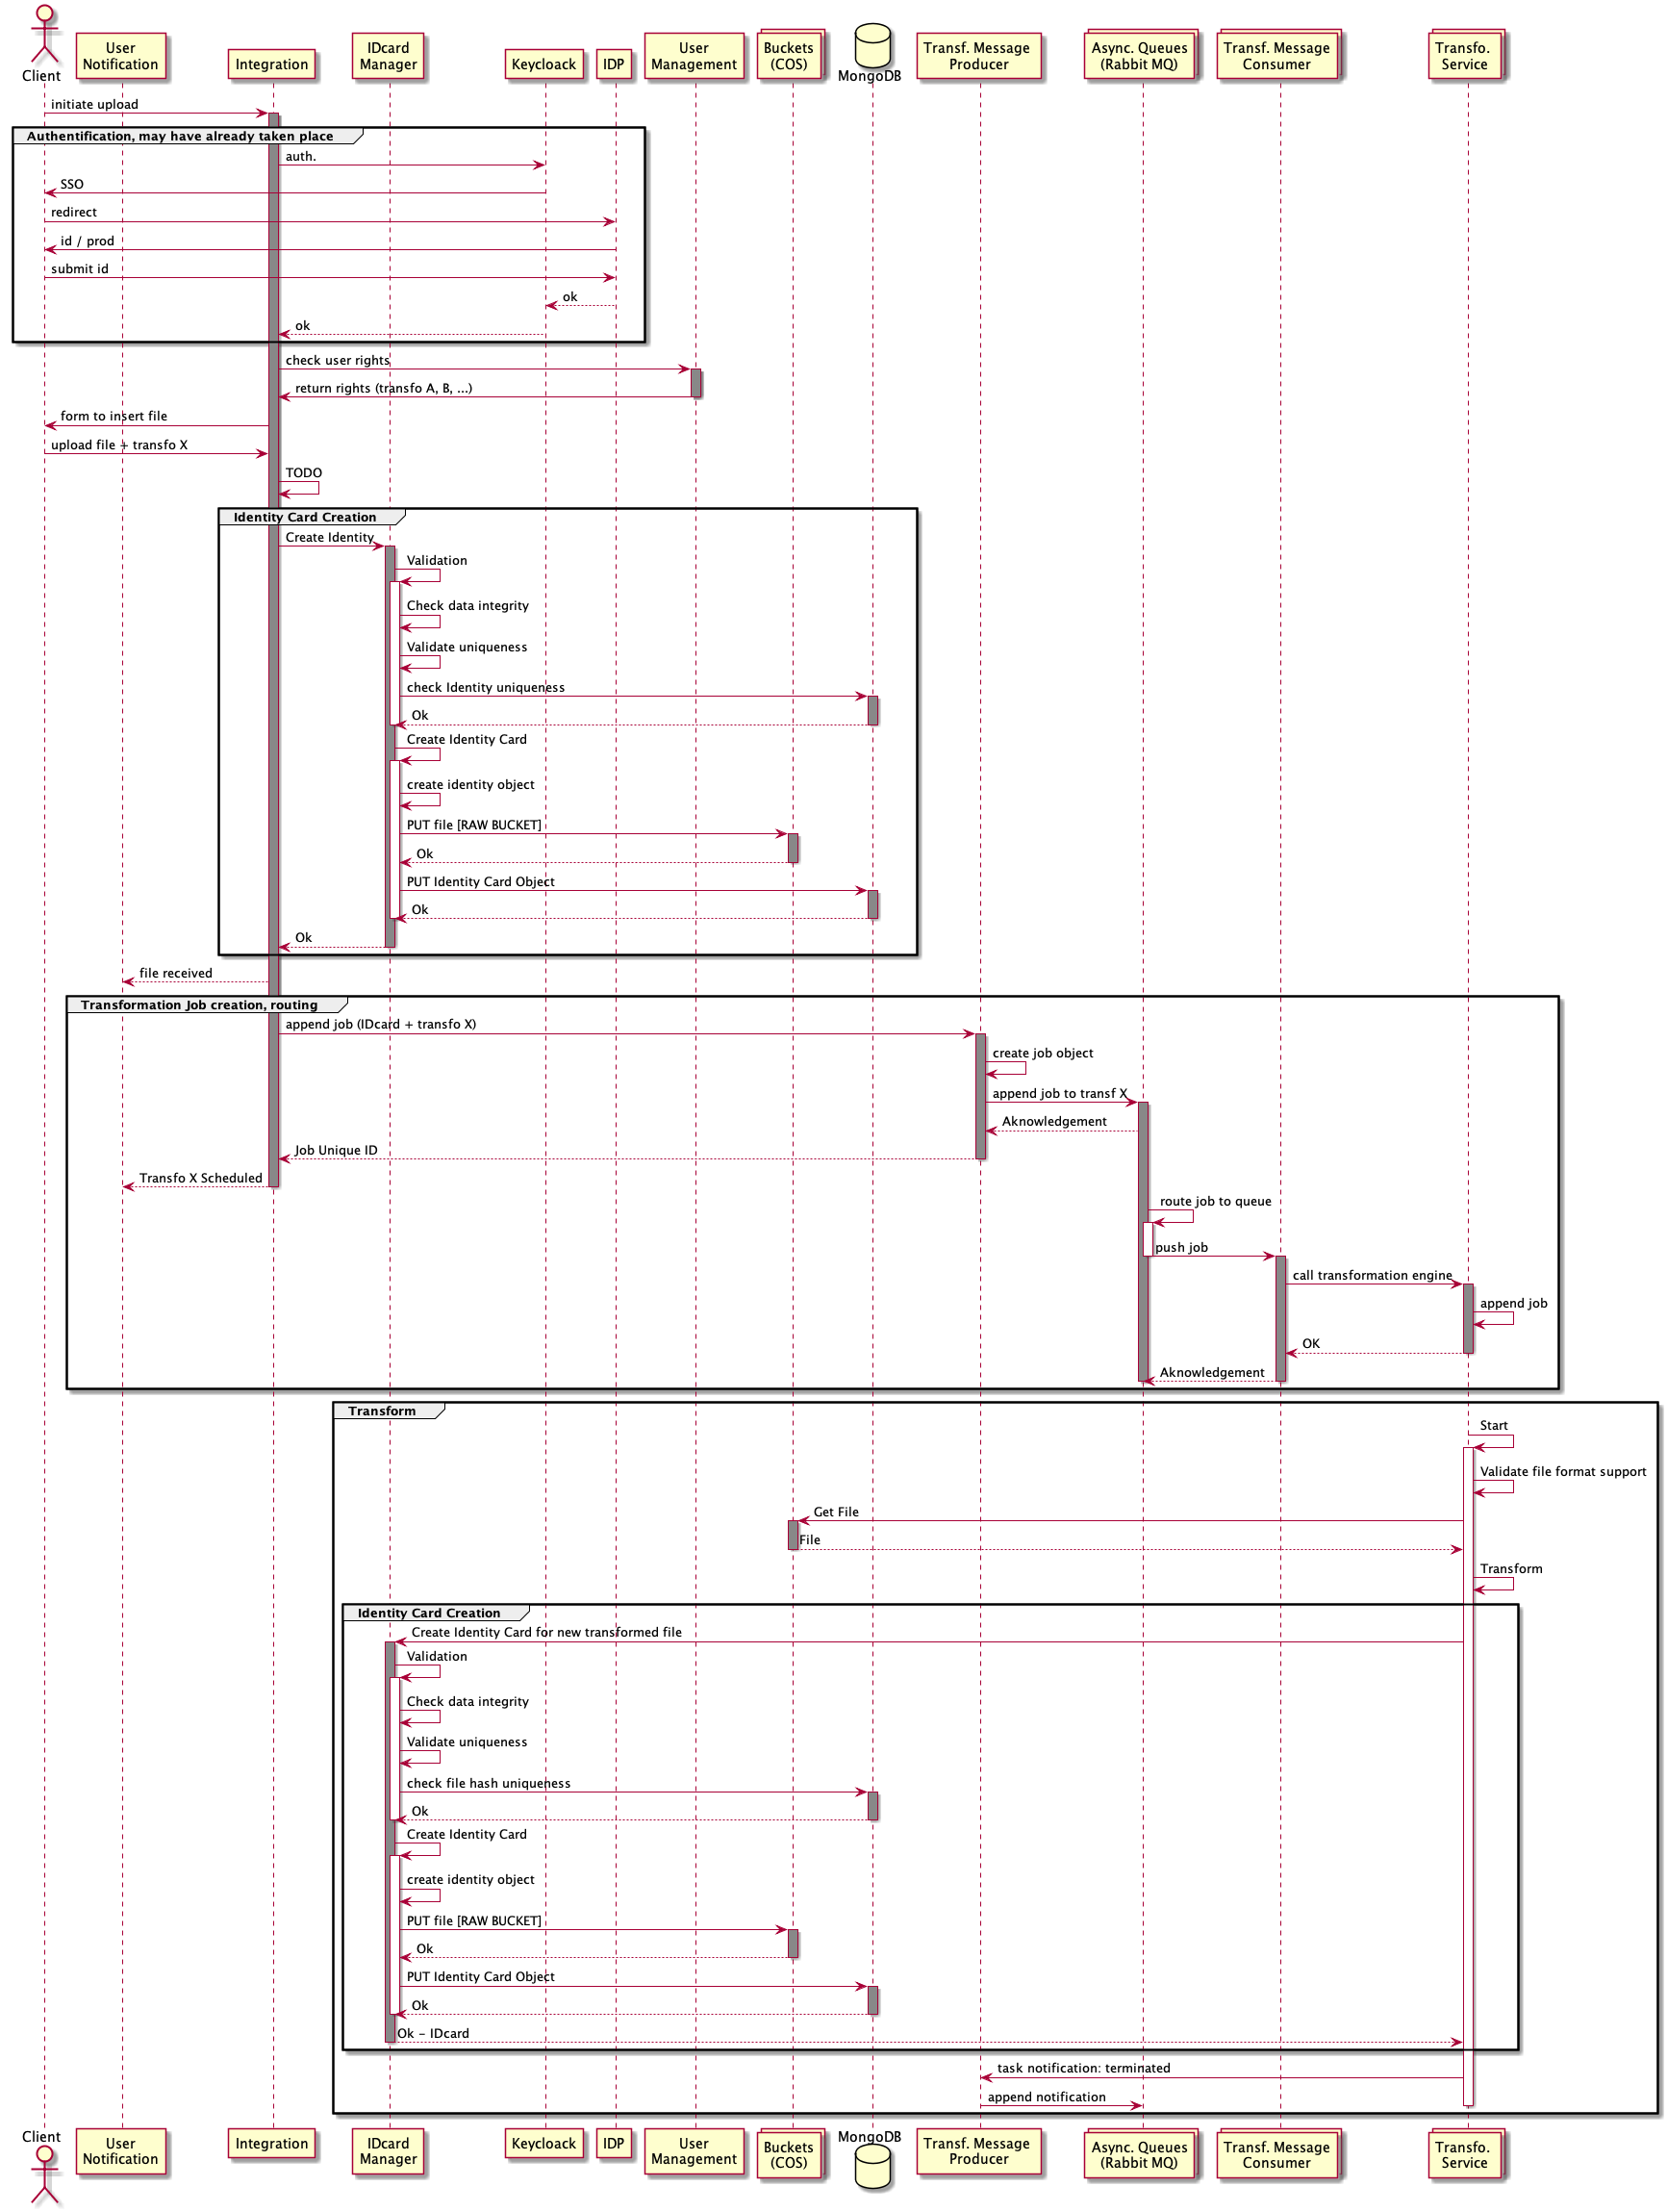 Client
User
Notification
Integration
IDcard
Manager
Keycloack
IDP
User
Management
Buckets
(COS)
MongoDB
Transf. Message
Producer
Async. Queues
(Rabbit MQ)
Transf. Message
Consumer
Transfo.
Service
initiate upload
Authentification, may have already taken place
auth.
SSO
redirect
id / prod
submit id
ok
ok
check user rights
return rights (transfo A, B, ...)
form to insert file
upload file + transfo X
TODO
Identity Card Creation
Create Identity
Validation
Check data integrity
Validate uniqueness
check Identity uniqueness
Ok
Create Identity Card
create identity object
PUT file [RAW BUCKET]
Ok
PUT Identity Card Object
Ok
Ok
file received
Transformation Job creation, routing
append job (IDcard + transfo X)
create job object
append job to transf X
Aknowledgement
Job Unique ID
Transfo X Scheduled
route job to queue
push job
call transformation engine
append job
OK
Aknowledgement
Transform
Start
Validate file format support
Get File
File
Transform
Identity Card Creation
Create Identity Card for new transformed file
Validation
Check data integrity
Validate uniqueness
check file hash uniqueness
Ok
Create Identity Card
create identity object
PUT file [RAW BUCKET]
Ok
PUT Identity Card Object
Ok
Ok - IDcard
task notification: terminated
append notification
Client
User
Notification
Integration
IDcard
Manager
Keycloack
IDP
User
Management
Buckets
(COS)
MongoDB
Transf. Message
Producer
Async. Queues
(Rabbit MQ)
Transf. Message
Consumer
Transfo.
Service